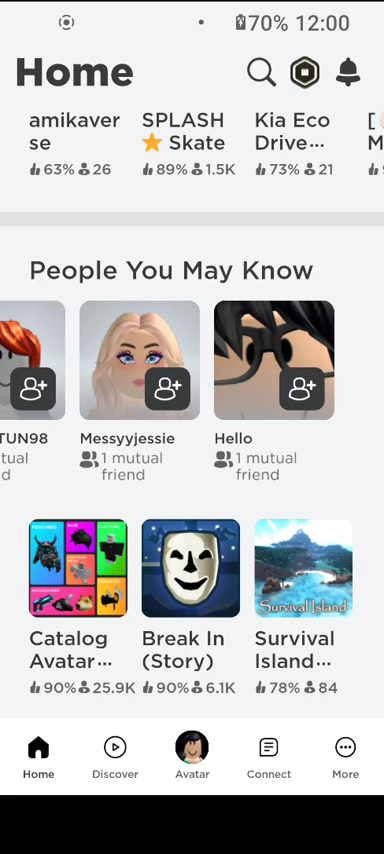 70% 12:00
Home
amikaver
se
63% 26
SPLASH
⭐ Skate
89% 1.5K
Kia Eco
Drive...
73% 21
[
M
People You May Know
TUN98
tual
d
Messyyjessie
1 mutual
friend
Hello
1 mutual
friend
FEATURED
Survival Island
Catalog
Avatar...
90% 25.9K
Break In
(Story)
90% 6.1K
Survival
Island...
78% 84
Home
Discover
Avatar
Connect
More